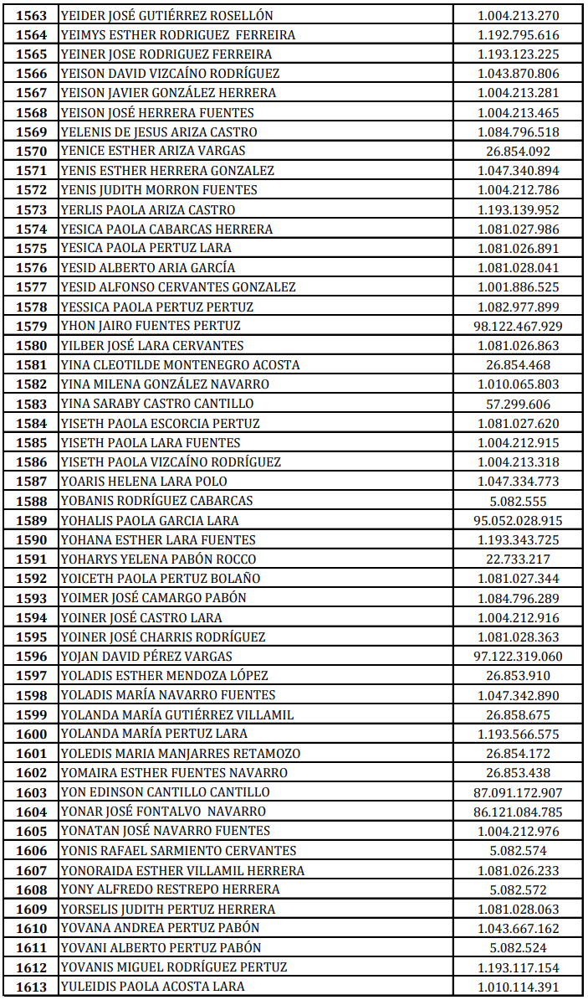 1563 YEIDER JOSÉ GUTIÉRREZ ROSELLÓN 1.004.213.270
1564 YEIMYS ESTHER RODRIGUEZ  FERREIRA 1.192.795.616
1565 YEINER JOSE RODRIGUEZ FERREIRA 1.193.123.225
1566 YEISON DAVID VIZCAÍNO RODRÍGUEZ 1.043.870.806
1567 YEISON JAVIER GONZÁLEZ HERRERA 1.004.213.281
1568 YEISON JOSÉ HERRERA FUENTES 1.004.213.465
1569 YELENIS DE JESUS ARIZA CASTRO 1.084.796.518
1570 YENICE ESTHER ARIZA VARGAS 26.854.092
1571 YENIS ESTHER HERRERA GONZALEZ 1.047.340.894
1572 YENIS JUDITH MORRON FUENTES 1.004.212.786
1573 YERLIS PAOLA ARIZA CASTRO 1.193.139.952
1574 YESICA PAOLA CABARCAS HERRERA 1.081.027.986
1575 YESICA PAOLA PERTUZ LARA 1.081.026.891
1576 YESID ALBERTO ARIA GARCÍA 1.081.028.041
1577 YESID ALFONSO CERVANTES GONZALEZ 1.001.886.525
1578 YESSICA PAOLA PERTUZ PERTUZ 1.082.977.899
1579 YHON JAIRO FUENTES PERTUZ 98.122.467.929
1580 YILBER JOSÉ LARA CERVANTES 1.081.026.863
1581 YINA CLEOTILDE MONTENEGRO ACOSTA 26.854.468
1582 YINA MILENA GONZÁLEZ NAVARRO 1.010.065.803
1583 YINA SARABY CASTRO CANTILLO 57.299.606
1584 YISETH PAOLA ESCORCIA PERTUZ 1.081.027.620
1585 YISETH PAOLA LARA FUENTES 1.004.212.915
1586 YISETH PAOLA VIZCAÍNO RODRÍGUEZ 1.004.213.318
1587 YOARIS HELENA LARA POLO 1.047.334.773
1588 YOBANIS RODRÍGUEZ CABARCAS 5.082.555
1589 YOHALIS PAOLA GARCIA LARA 95.052.028.915
1590 YOHANA ESTHER LARA FUENTES 1.193.343.725
1591 YOHARYS YELENA PABÓN ROCCO 22.733.217
1592 YOICETH PAOLA PERTUZ BOLAÑO 1.081.027.344
1593 YOIMER JOSÉ CAMARGO PABÓN 1.084.796.289
1594 YOINER JOSÉ CASTRO LARA 1.004.212.916
1595 YOINER JOSÉ CHARRIS RODRÍGUEZ 1.081.028.363
1596 YOJAN DAVID PÉREZ VARGAS 97.122.319.060
1597 YOLADIS ESTHER MENDOZA LÓPEZ 26.853.910
1598 YOLADIS MARÍA NAVARRO FUENTES 1.047.342.890
1599 YOLANDA MARÍA GUTIÉRREZ VILLAMIL 26.858.675
1600 YOLANDA MARÍA PERTUZ LARA 1.193.566.575
1601 YOLEDIS MARIA MANJARRES RETAMOZO 26.854.172
1602 YOMAIRA ESTHER FUENTES NAVARRO 26.853.438
1603 YON EDINSON CANTILLO CANTILLO 87.091.172.907
1604 YONAR JOSÉ FONTALVO  NAVARRO 86.121.084.785
1605 YONATAN JOSÉ NAVARRO FUENTES 1.004.212.976
1606 YONIS RAFAEL SARMIENTO CERVANTES 5.082.574
1607 YONORAIDA ESTHER VILLAMIL HERRERA 1.081.026.233
1608 YONY ALFREDO RESTREPO HERRERA 5.082.572
1609 YORSELIS JUDITH PERTUZ HERRERA 1.081.028.063
1610 YOVANA ANDREA PERTUZ PABÓN 1.043.667.162
1611 YOVANI ALBERTO PERTUZ PABÓN 5.082.524
1612 YOVANIS MIGUEL RODRÍGUEZ PERTUZ 1.193.117.154
1613 YULEIDIS PAOLA ACOSTA LARA 1.010.114.391